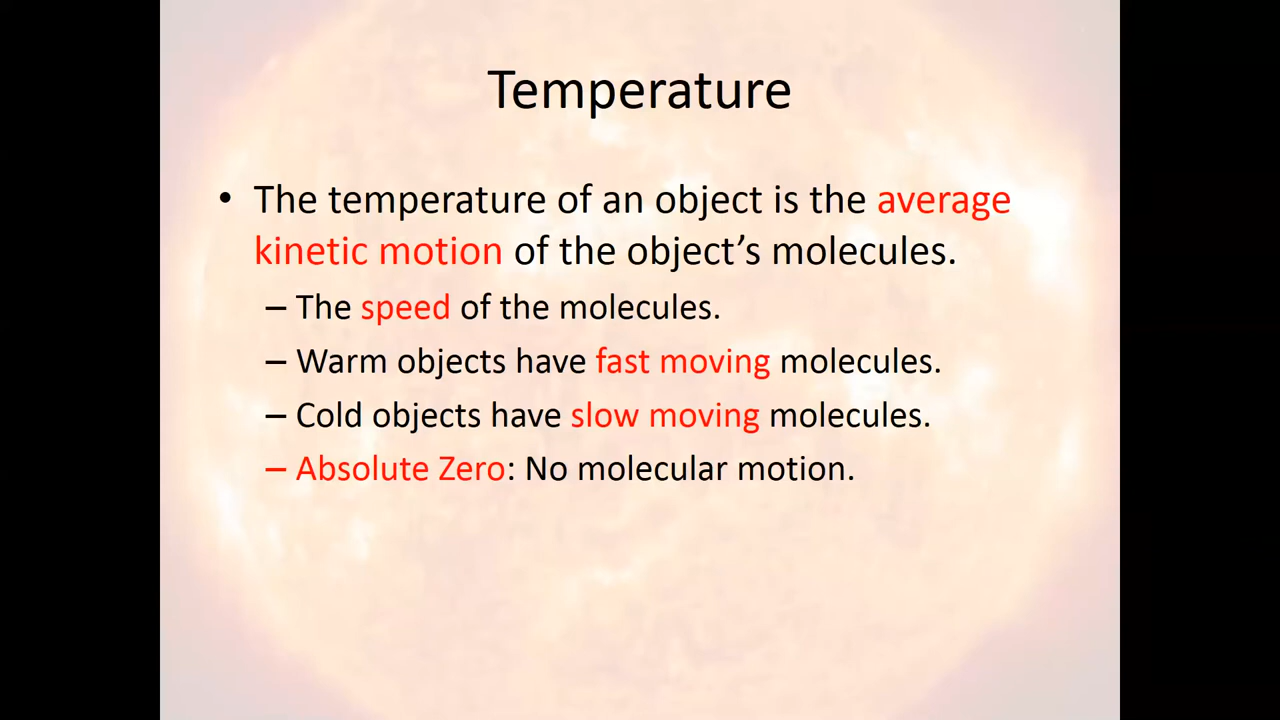 Temperature
• The temperature of an object is the average
kinetic motion of the object’s molecules.
– The speed of the molecules.
– Warm objects have fast moving molecules.
– Cold objects have slow moving molecules.
– Absolute Zero: No molecular motion.